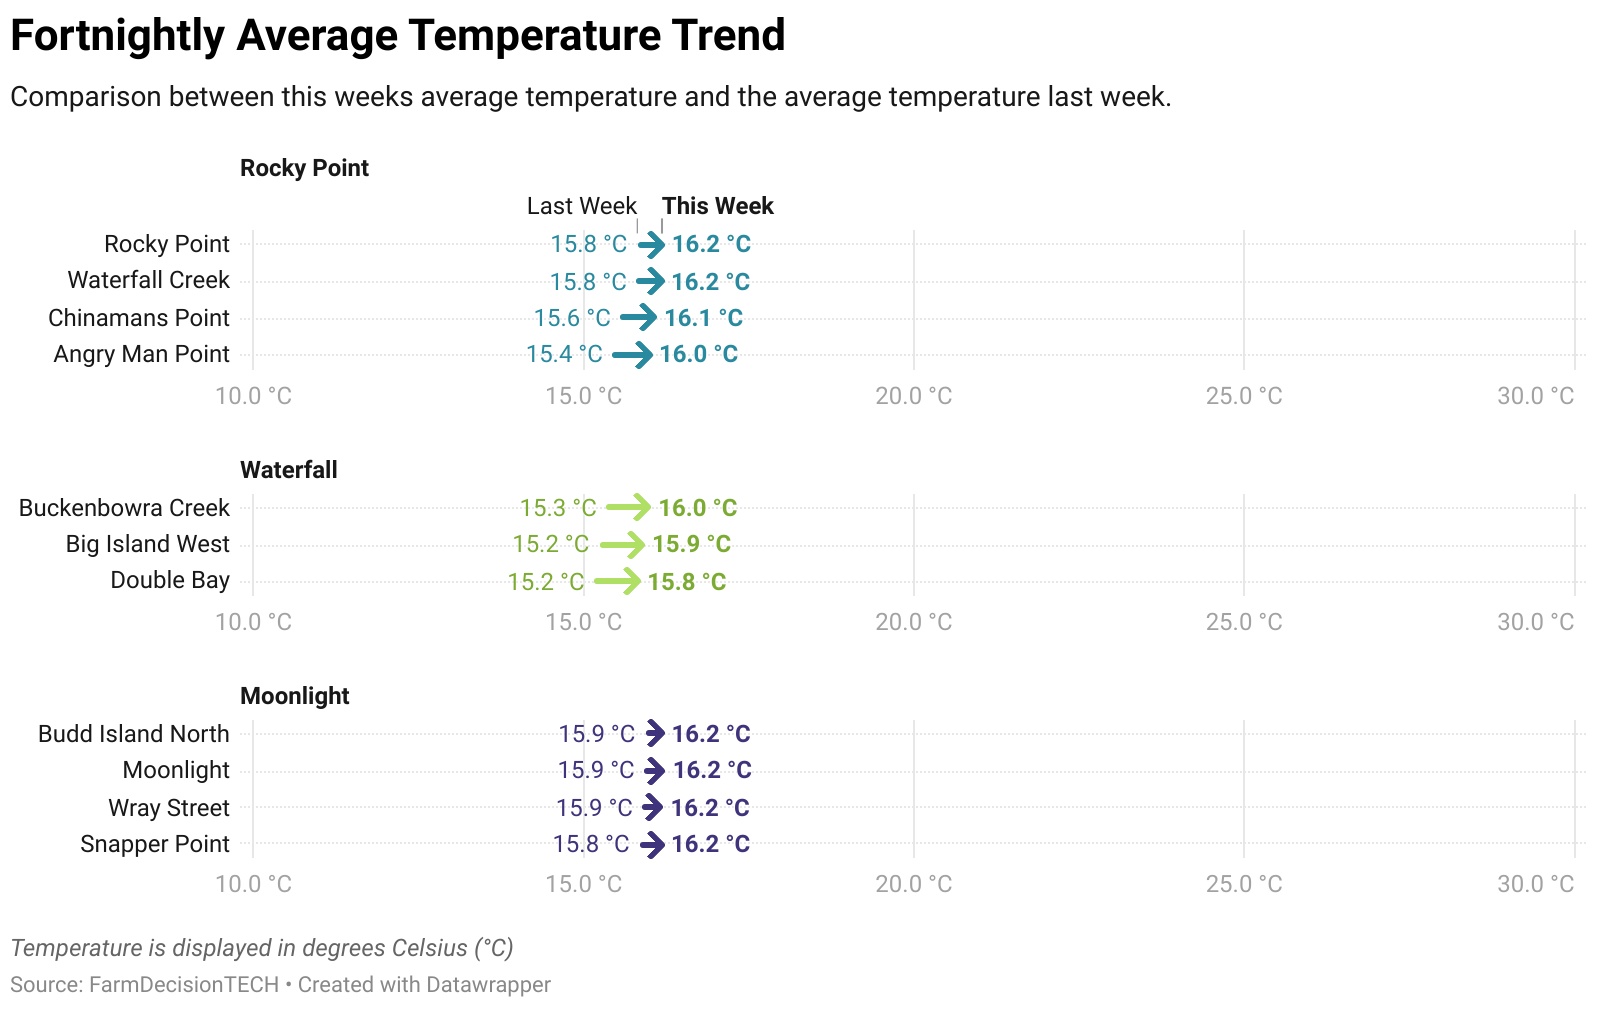 Fortnightly Average Temperature Trend
Comparison between this weeks average temperature and the average temperature last week.
Rocky Point
Last Week This Week
Rocky Point 15.8 °C 16.2 °C
Waterfall Creek 15.8 °C 16.2 °C
Chinamans Point 15.6 °C 16.1 °C
Angry Man Point 15.4 °C 16.0 °C
10.0 °C 15.0 °C 20.0 °C 25.0 °C 30.0 °C
Waterfall
Buckenbowra Creek 15.3 °C 16.0 °C
Big Island West 15.2 °C 15.9 °C
Double Bay 15.2 °C 15.8 °C
10.0 °C 15.0 °C 20.0 °C 25.0 °C 30.0 °C
Moonlight
Budd Island North 15.9 °C 16.2 °C
Moonlight 15.9 °C 16.2 °C
Wray Street 15.9 °C 16.2 °C
Snapper Point 15.8 °C 16.2 °C
10.0 °C 15.0 °C 20.0 °C 25.0 °C 30.0 °C
Temperature is displayed in degrees Celsius (°C)
Source: FarmDecisionTECH • Created with Datawrapper